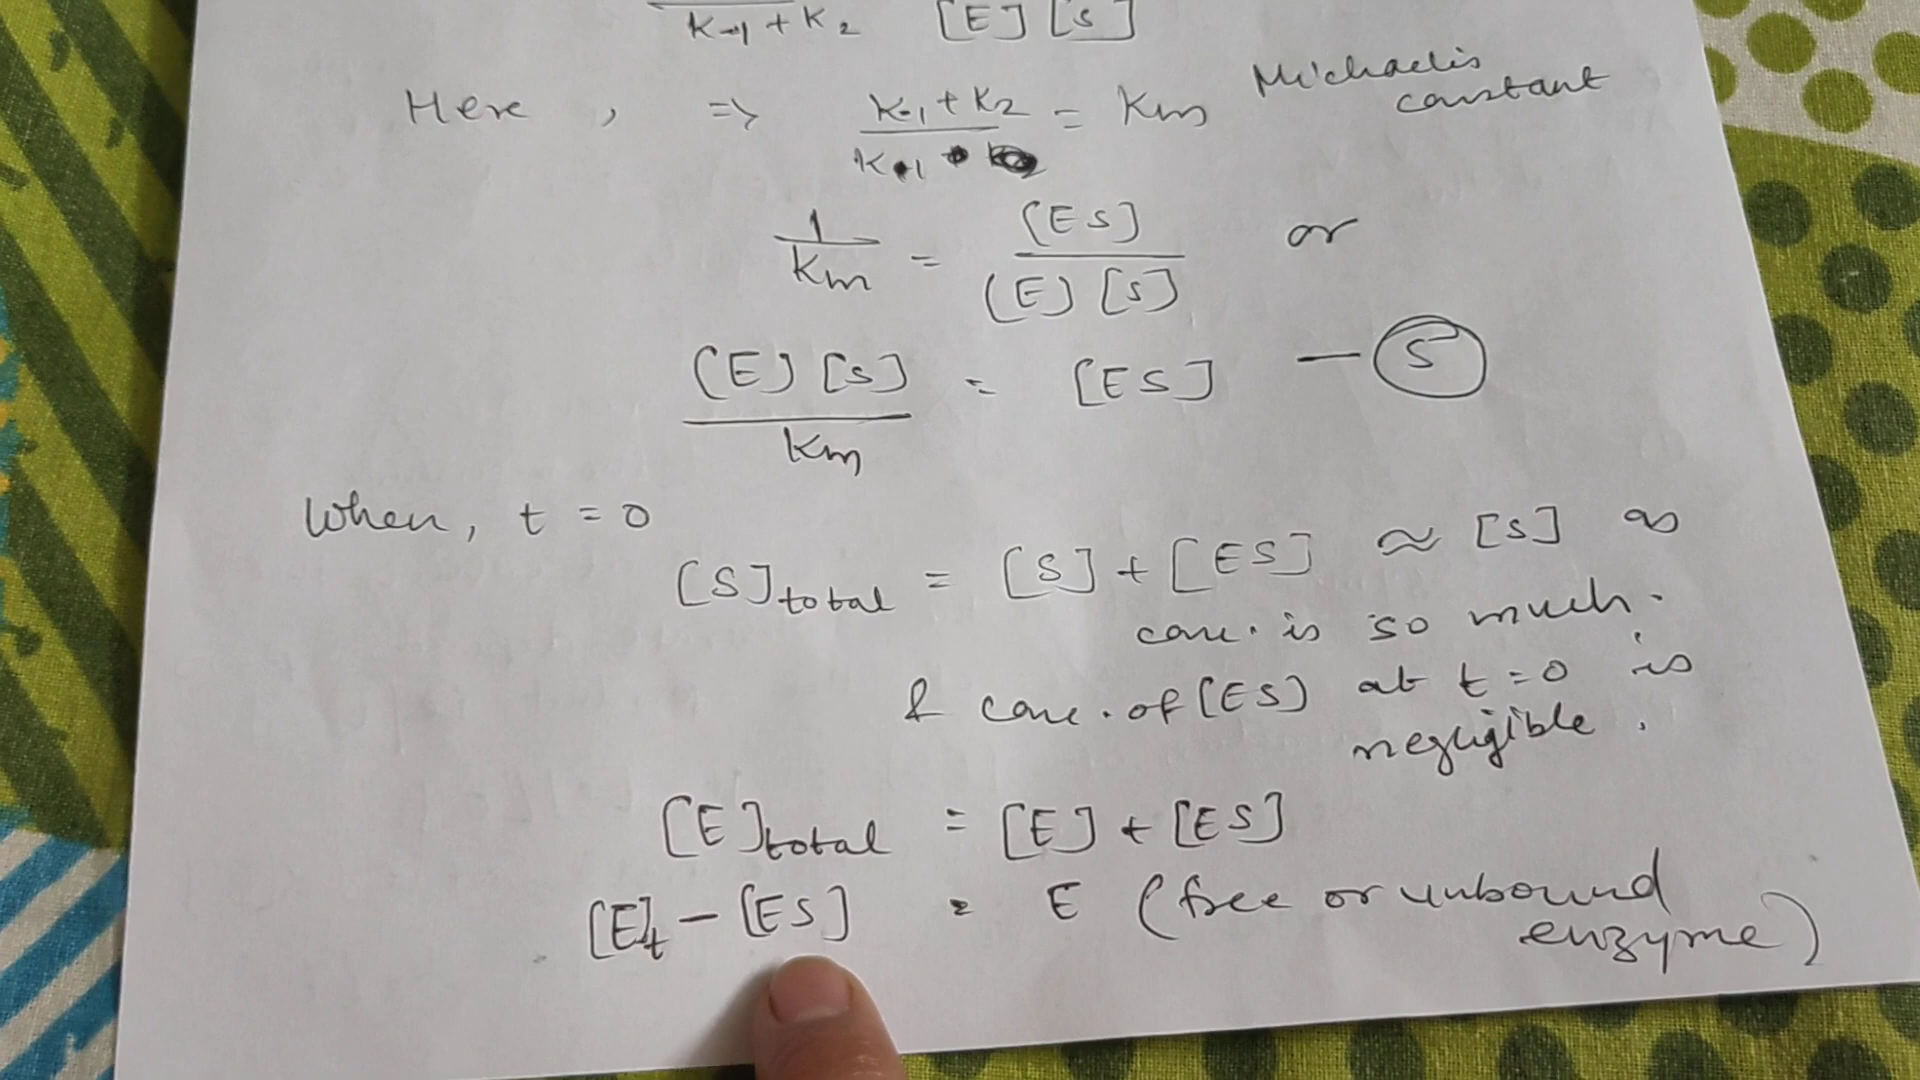 K-1 + K2 [E] [S]
Here, => K-1 + K2 / K1 = Km Michaelis constant
1 / Km = [ES] / [E] [S] or
[E] [S] / Km = [ES] — 5
When, t = 0
[S]total = [S] + [ES] ≈ [S] as
conc. is so much.
& conc. of [ES] at t = 0 is
negligible.
[E]total = [E] + [ES]
[E]t – [ES] = E (free or unbound
enzyme)